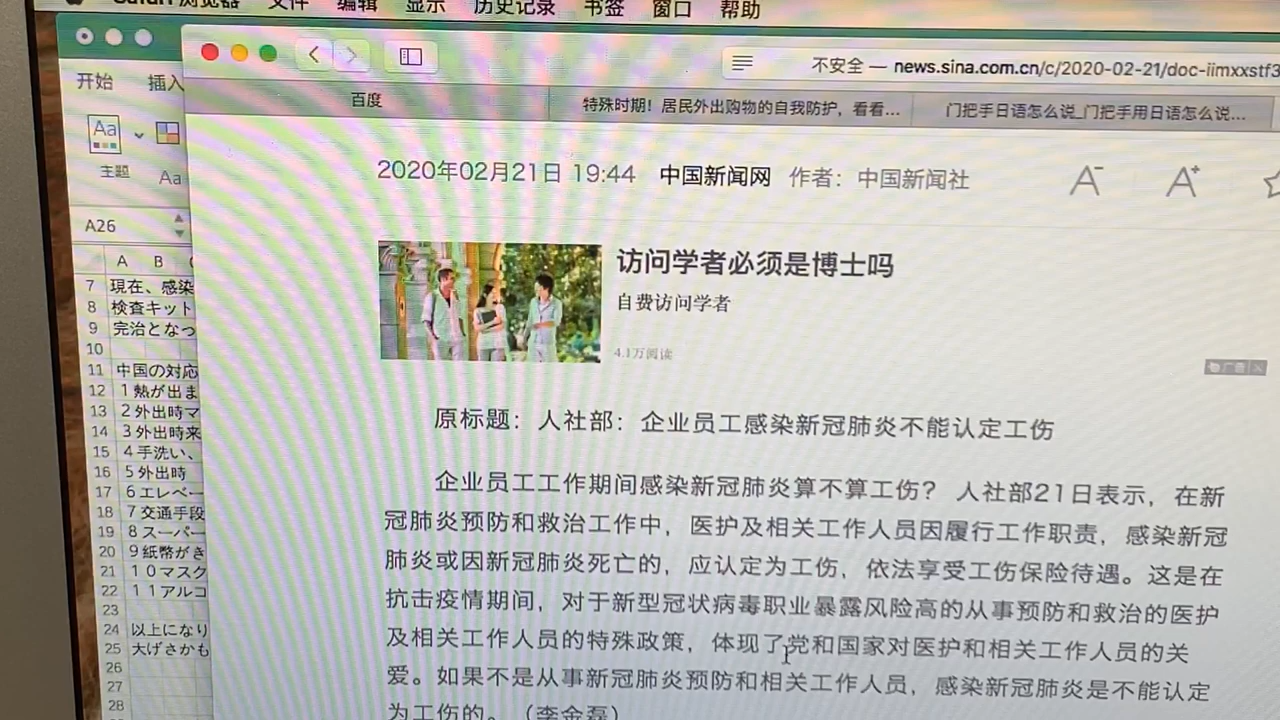 Safari 浏览器 文件 编辑 显示 历史记录 书签 窗口 帮助
不安全 — news.sina.com.cn/c/2020-02-21/doc-iimxxstf3
百度
特殊时期！居民外出购物的自我防护，看看...
门把手日语怎么说_门把手用日语怎么说...
开始 插入
Aa
主题
Aa
A26
A B
7 現在、感染
8 検査キット
9 完治となっ
10
11 中国の対応
12 1熱が出ま
13 2外出時マ
14 3外出時来
15 4手洗い、
16 5外出時
17 6エレベー
18 7交通手段
19 8スーパー
20 9紙幣がき
21 10マスク
22 11アルコ
23
24 以上になり
25 大げさかも
26
27
28
2020年02月21日 19:44 中国新闻网 作者：中国新闻社
A- A+
访问学者必须是博士吗
自费访问学者
4.1万阅读
广告
原标题：人社部：企业员工感染新冠肺炎不能认定工伤
企业员工工作期间感染新冠肺炎算不算工伤？ 人社部21日表示，在新
冠肺炎预防和救治工作中，医护及相关工作人员因履行工作职责，感染新冠
肺炎或因新冠肺炎死亡的，应认定为工伤，依法享受工伤保险待遇。这是在
抗击疫情期间，对于新型冠状病毒职业暴露风险高的从事预防和救治的医护
及相关工作人员的特殊政策，体现了党和国家对医护和相关工作人员的关
爱。如果不是从事新冠肺炎预防和相关工作人员，感染新冠肺炎是不能认定
为工伤的。（李金磊）